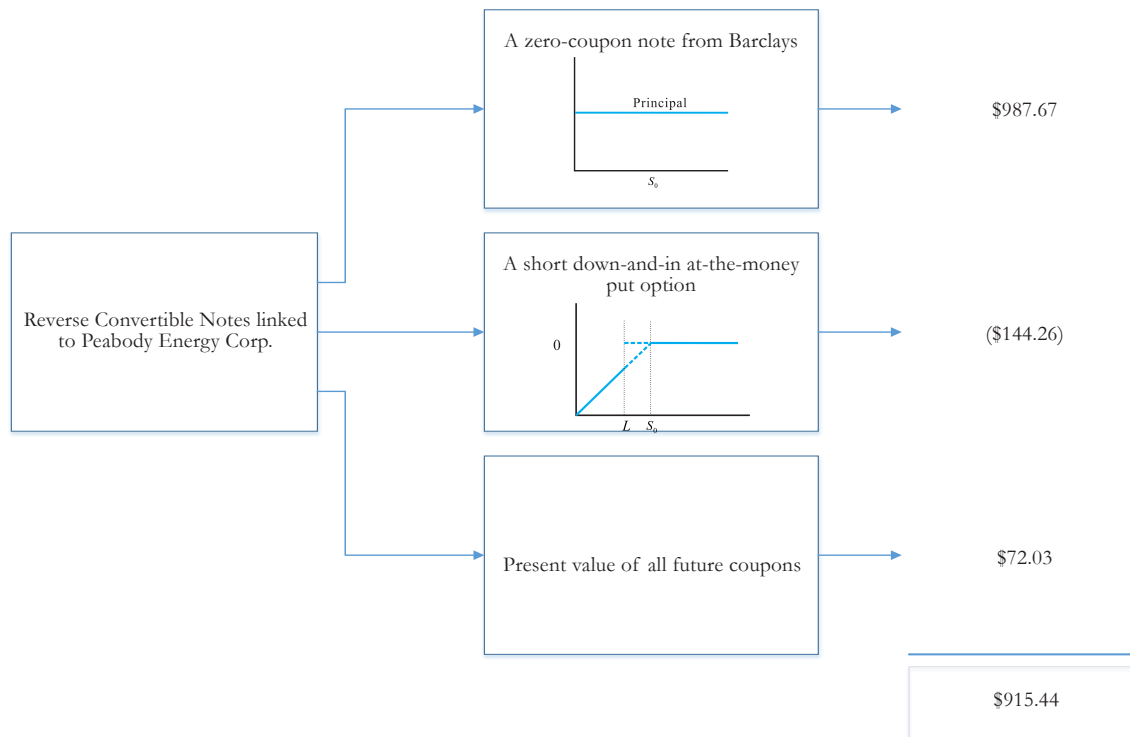 A zero-coupon note from Barclays
Principal
S₀
$987.67
Reverse Convertible Notes linked
to Peabody Energy Corp.
A short down-and-in at-the-money
put option
0
L S₀
($144.26)
Present value of all future coupons
$72.03
$915.44